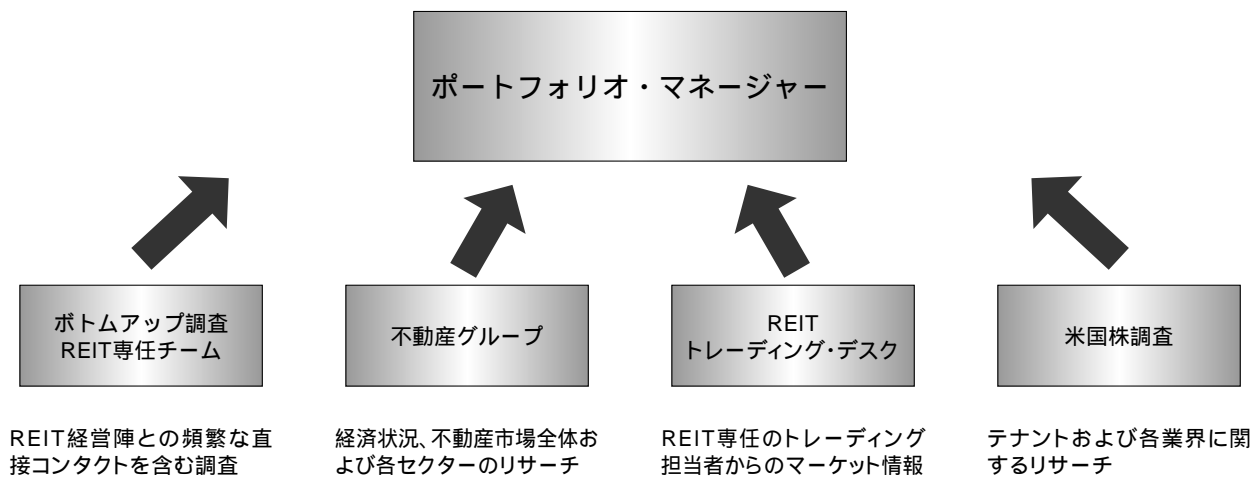 ポートフォリオ・マネージャー
ボトムアップ調査
REIT専任チーム
不動産グループ
REIT
トレーディング・デスク
米国株調査
REIT経営陣との頻繁な直
接コンタクトを含む調査
経済状況、不動産市場全体お
よび各セクターのリサーチ
REIT専任のトレーディング
担当者からのマーケット情報
テナントおよび各業界に関
するリサーチ